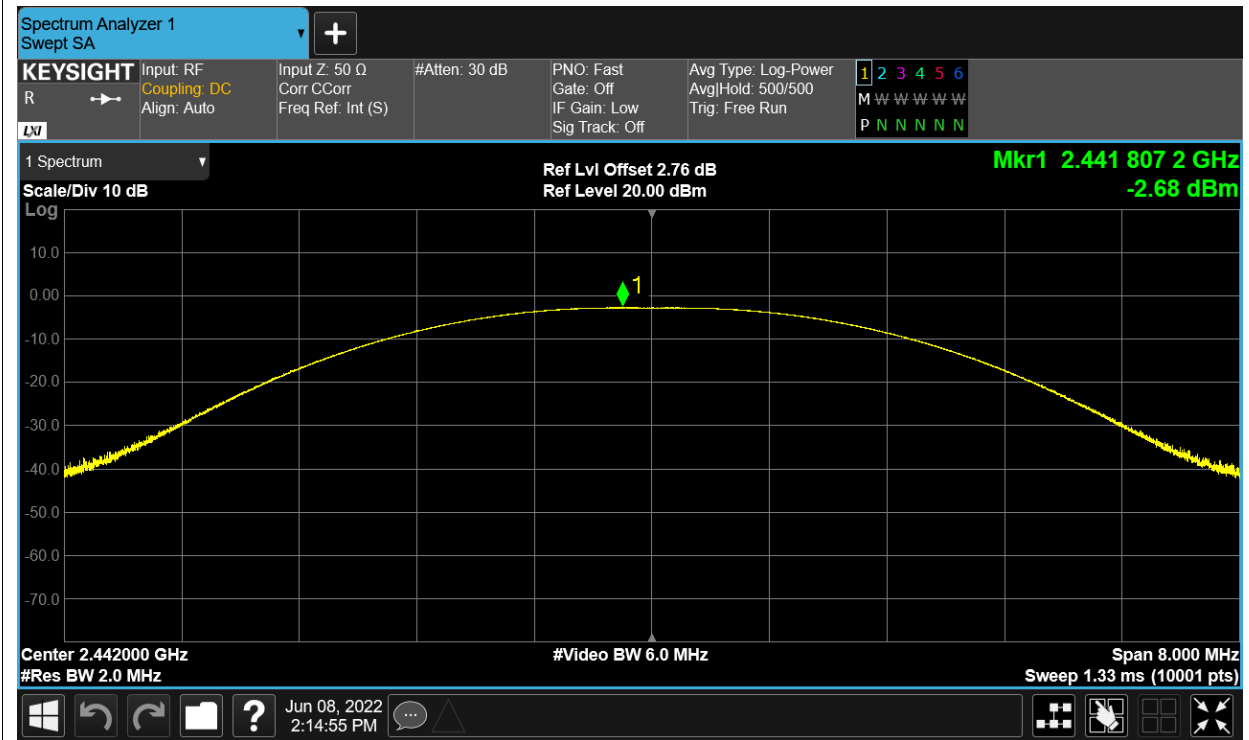 Spectrum Analyzer 1
Swept SA
+
KEYSIGHT
R
LXI
Input: RF
Coupling: DC
Align: Auto
Input Z: 50 Ω
Corr CCorr
Freq Ref: Int (S)
#Atten: 30 dB
PNO: Fast
Gate: Off
IF Gain: Low
Sig Track: Off
Avg Type: Log-Power
Avg|Hold: 500/500
Trig: Free Run
1 2 3 4 5 6
M W W W W W
P N N N N N
1 Spectrum
Scale/Div 10 dB
Ref Lvl Offset 2.76 dB
Ref Level 20.00 dBm
Mkr1 2.441 807 2 GHz
-2.68 dBm
Log
10.0
0.00
-10.0
-20.0
-30.0
-40.0
-50.0
-60.0
-70.0
1
Center 2.442000 GHz
#Res BW 2.0 MHz
#Video BW 6.0 MHz
Span 8.000 MHz
Sweep 1.33 ms (10001 pts)
?
Jun 08, 2022
2:14:55 PM